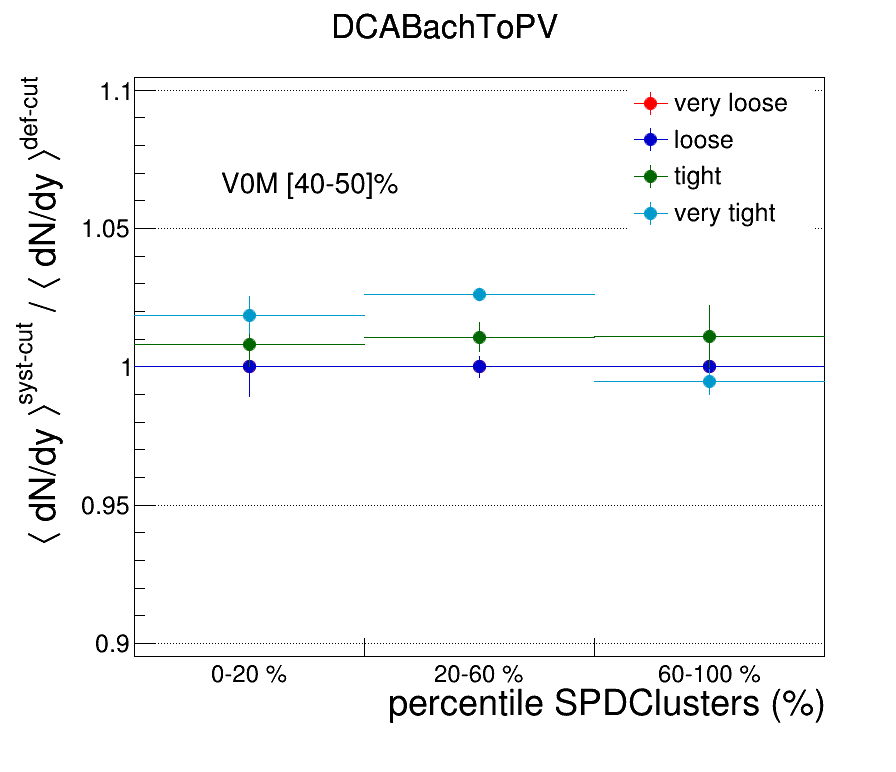 DCABachToPV
⟨ dN/dy ⟩^syst-cut / ⟨ dN/dy ⟩^def-cut
1.1
1.05
1
0.95
0.9
V0M [40-50]%
very loose
loose
tight
very tight
0-20 %
20-60 %
60-100 %
percentile SPDClusters (%)